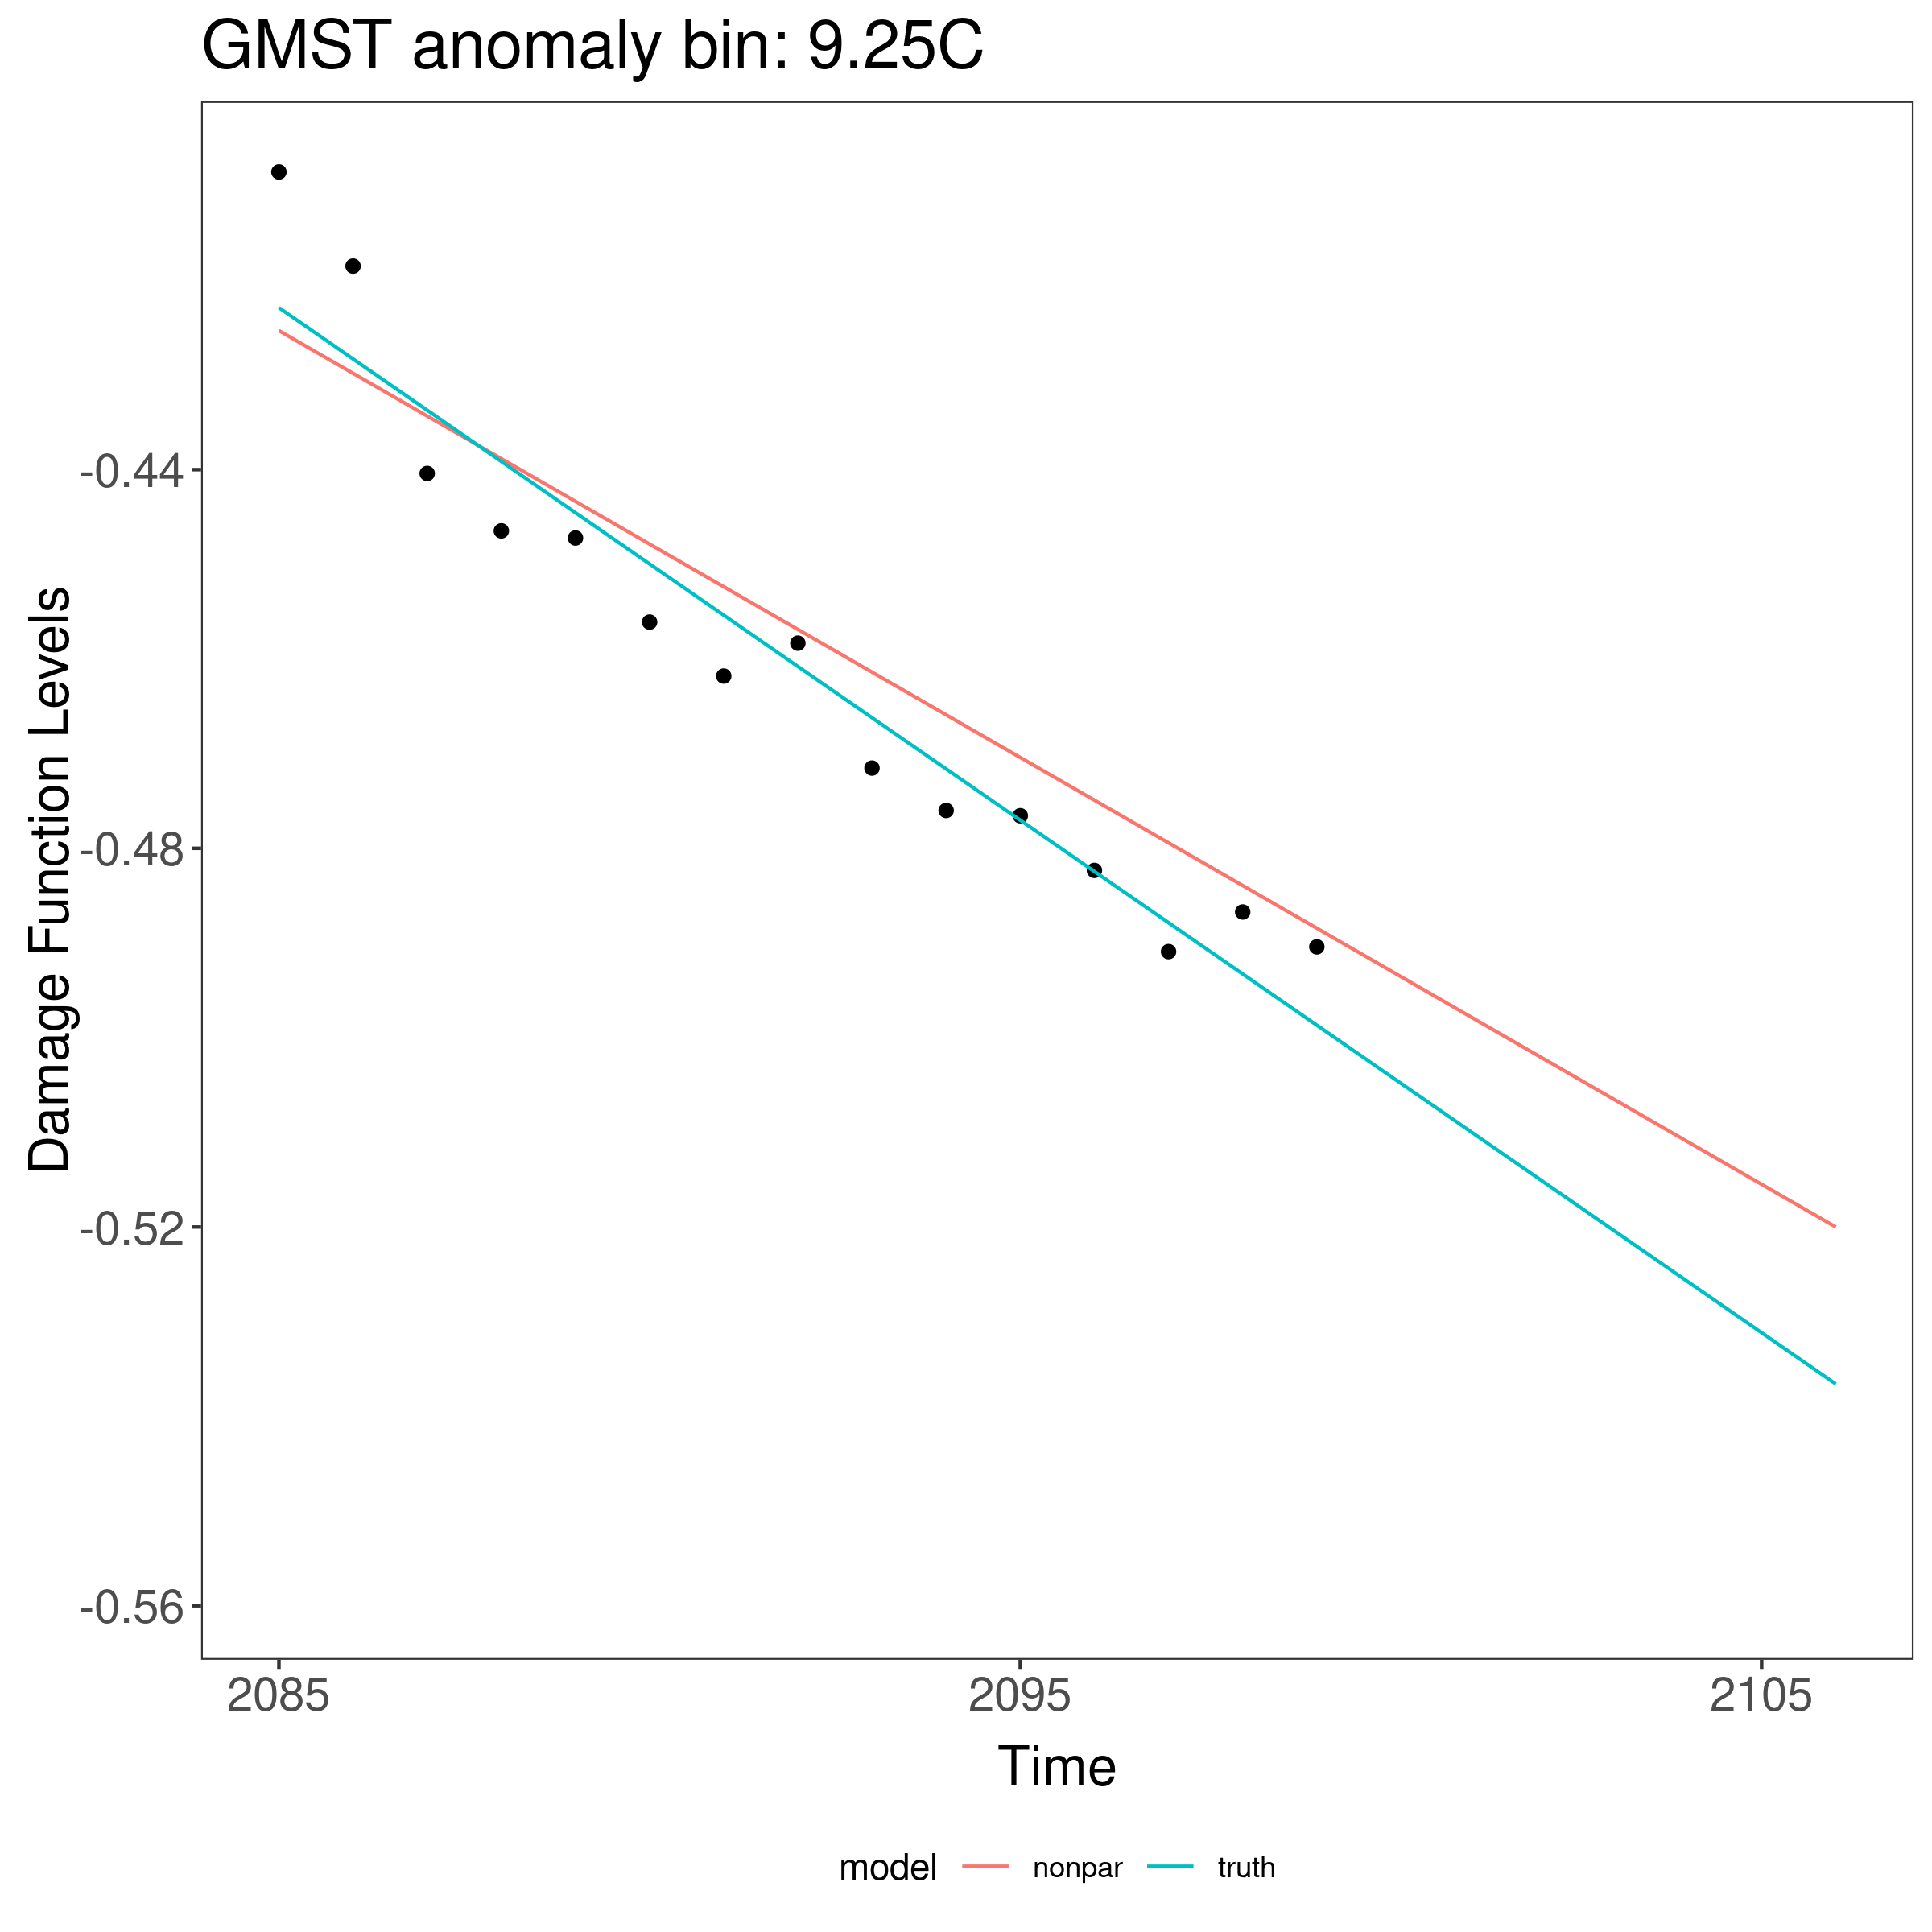 GMST anomaly bin: 9.25C
Damage Function Levels
-0.44
-0.48
-0.52
-0.56
2085 2095 2105
Time
model nonpar truth